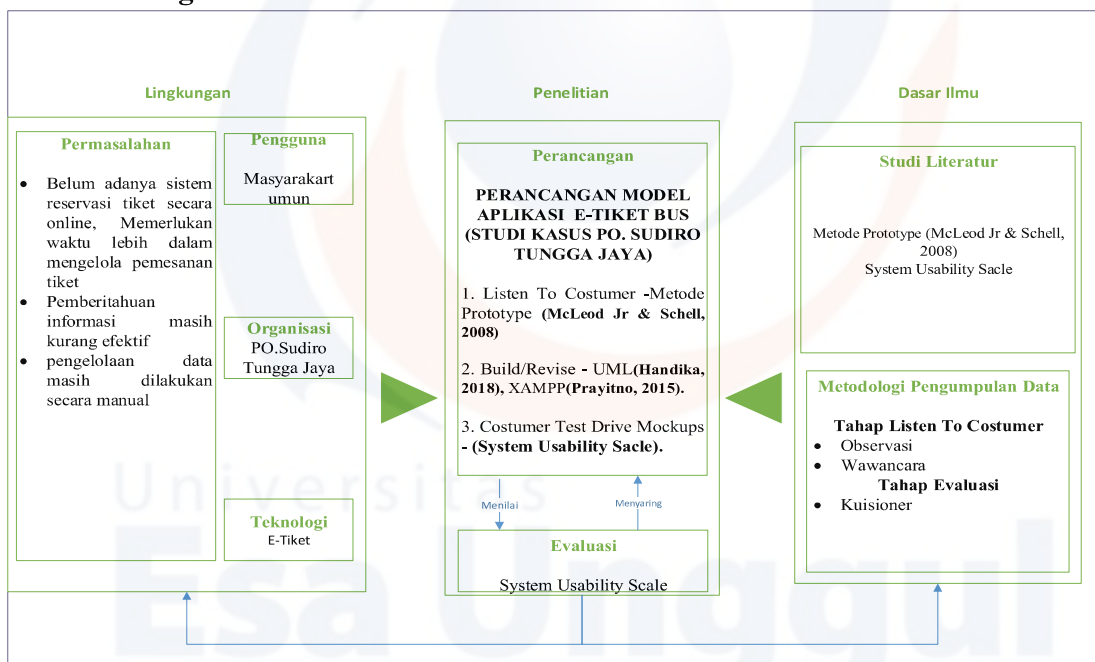 Lingkungan
Permasalahan
• Belum adanya sistem
reservasi tiket secara
online, Memerlukan
waktu lebih dalam
mengelola pemesanan
tiket
• Pemberitahuan
informasi masih
kurang efektif
• pengelolaan data
masih dilakukan
secara manual
Pengguna
Masyarakart
umun
Organisasi
PO.Sudiro
Tungga Jaya
Teknologi
E-Tiket
Penelitian
Perancangan
PERANCANGAN MODEL
APLIKASI E-TIKET BUS
(STUDI KASUS PO. SUDIRO
TUNGGA JAYA)
1. Listen To Costumer -Metode
Prototype (McLeod Jr & Schell,
2008)
2. Build/Revise - UML(Handika,
2018), XAMPP(Prayitno, 2015).
3. Costumer Test Drive Mockups
- (System Usability Sacle).
Menilai
Menyaring
Evaluasi
System Usability Scale
Dasar Ilmu
Studi Literatur
Metode Prototype (McLeod Jr & Schell,
2008)
System Usability Sacle
Metodologi Pengumpulan Data
Tahap Listen To Costumer
• Observasi
• Wawancara
Tahap Evaluasi
• Kuisioner
Universitas
Esa Unggul